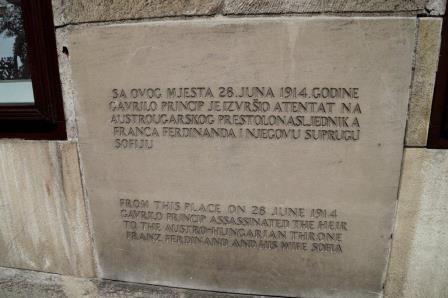 SA OVOG MJESTA 28. JUNA 1914. GODINE
GAVRILO PRINCIP JE IZVRŠIO ATENTAT NA
AUSTROUGARSKOG PRESTOLONASLJEDNIKA
FRANCA FERDINANDA I NJEGOVU SUPRUGU
SOFIJU
FROM THIS PLACE ON 28 JUNE 1914
GAVRILO PRINCIP ASSASSINATED THE HEIR
TO THE AUSTRO-HUNGARIAN THRONE
FRANZ FERDINAND AND HIS WIFE SOFIA